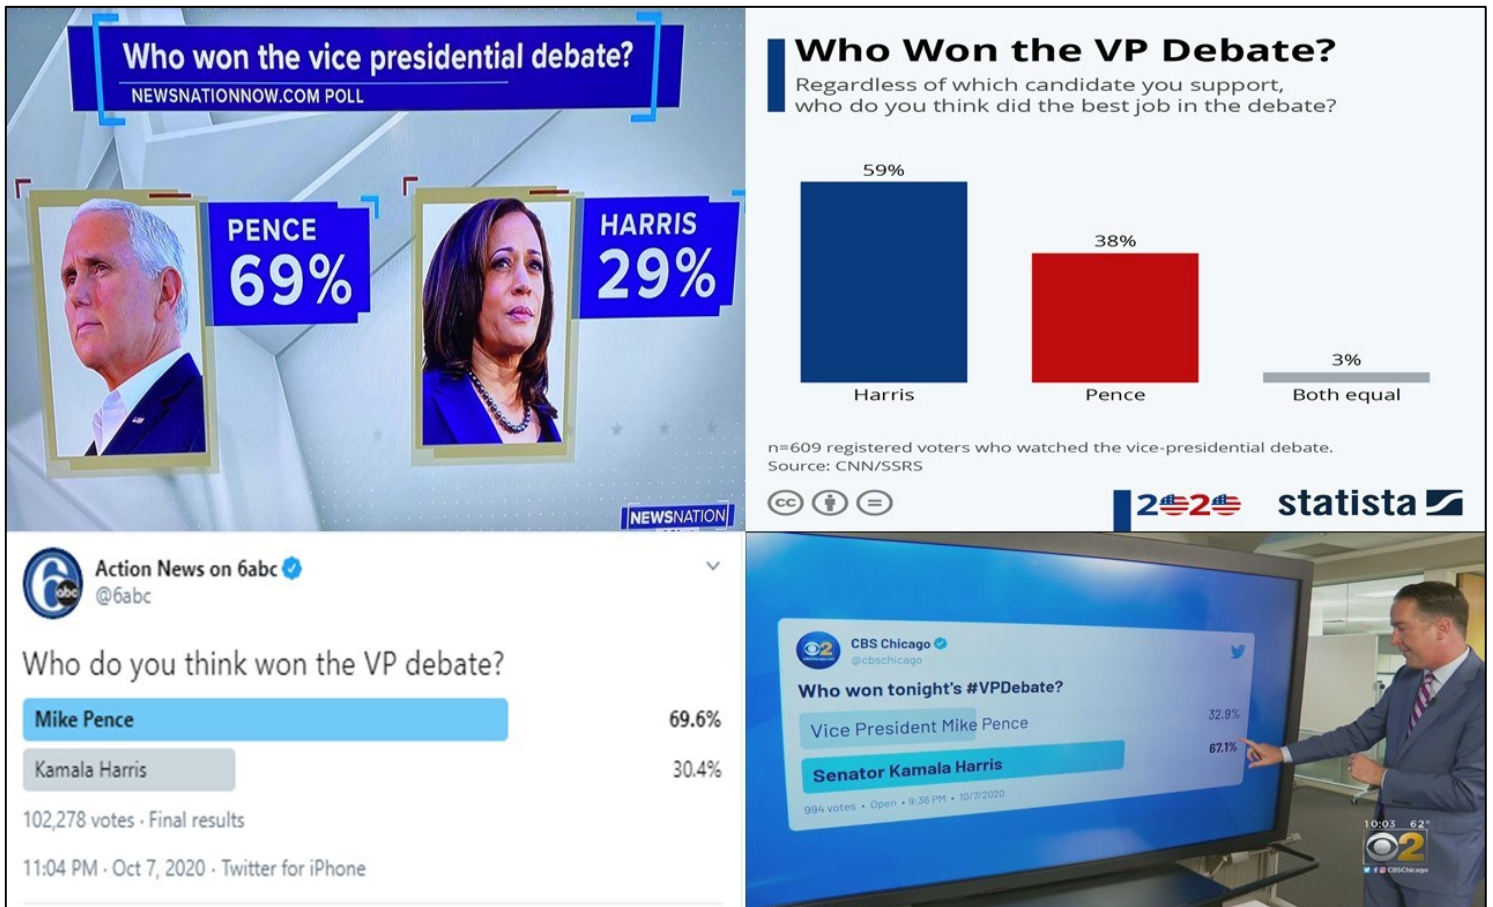 Who won the vice presidential debate?
NEWSNATIONNOW.COM POLL
PENCE
69%
HARRIS
29%
NEWSNATION
Who Won the VP Debate?
Regardless of which candidate you support,
who do you think did the best job in the debate?
59%
38%
3%
Harris
Pence
Both equal
n=609 registered voters who watched the vice-presidential debate.
Source: CNN/SSRS
cc
2020
statista
6
abc
Action News on 6abc
@6abc
Who do you think won the VP debate?
Mike Pence
69.6%
Kamala Harris
30.4%
102,278 votes · Final results
11:04 PM · Oct 7, 2020 · Twitter for iPhone
2
CBS Chicago
@cbschicago
Who won tonight's #VPDebate?
Vice President Mike Pence
32.9%
Senator Kamala Harris
67.1%
994 votes • Open • 9:36 PM • 10/7/2020
10:03 62°
2
CBSChicago